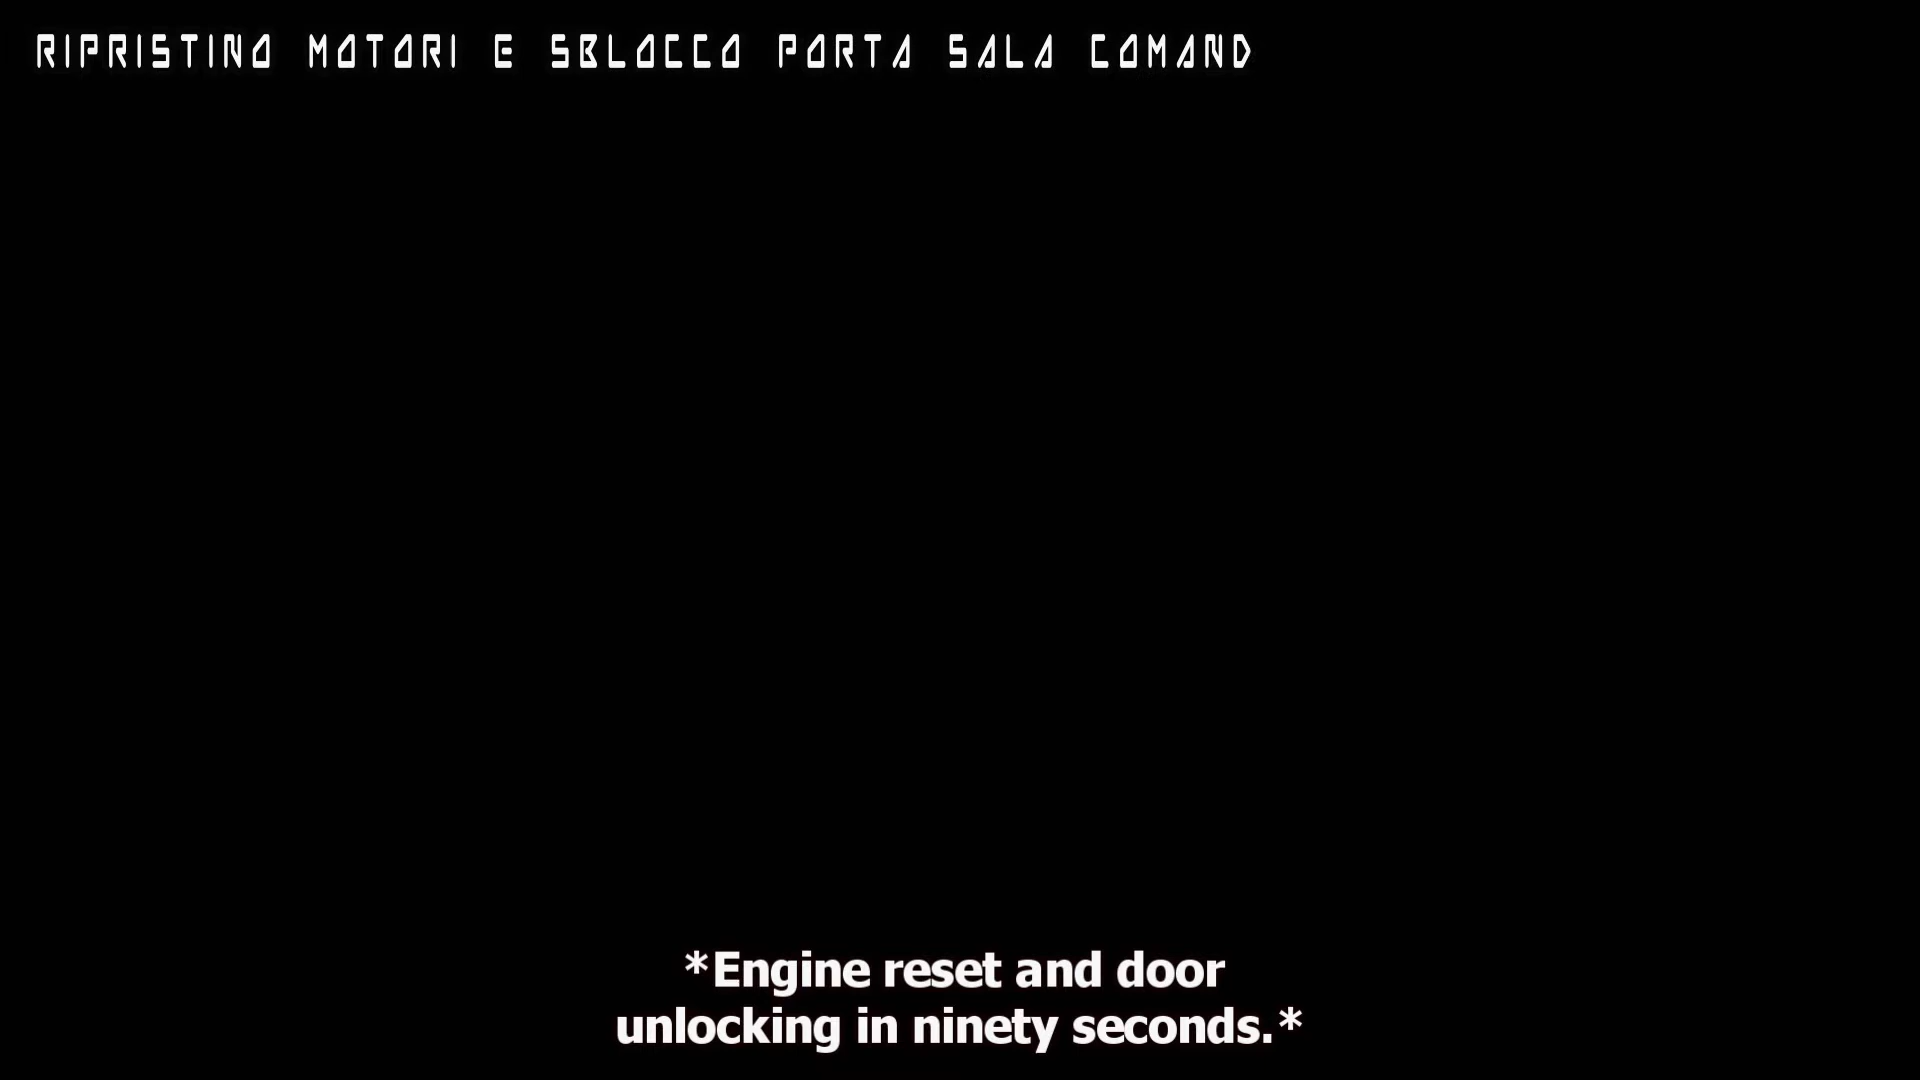 RIPRISTINO MOTORI E SBLOCCO PORTA SALA COMAND
*Engine reset and door
unlocking in ninety seconds.*